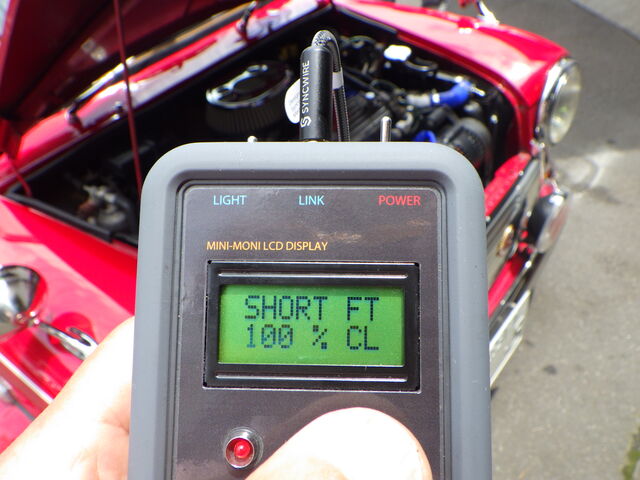 SYNCWIRE
LIGHT LINK POWER
MINI-MONI LCD DISPLAY
SHORT FT
100 % CL